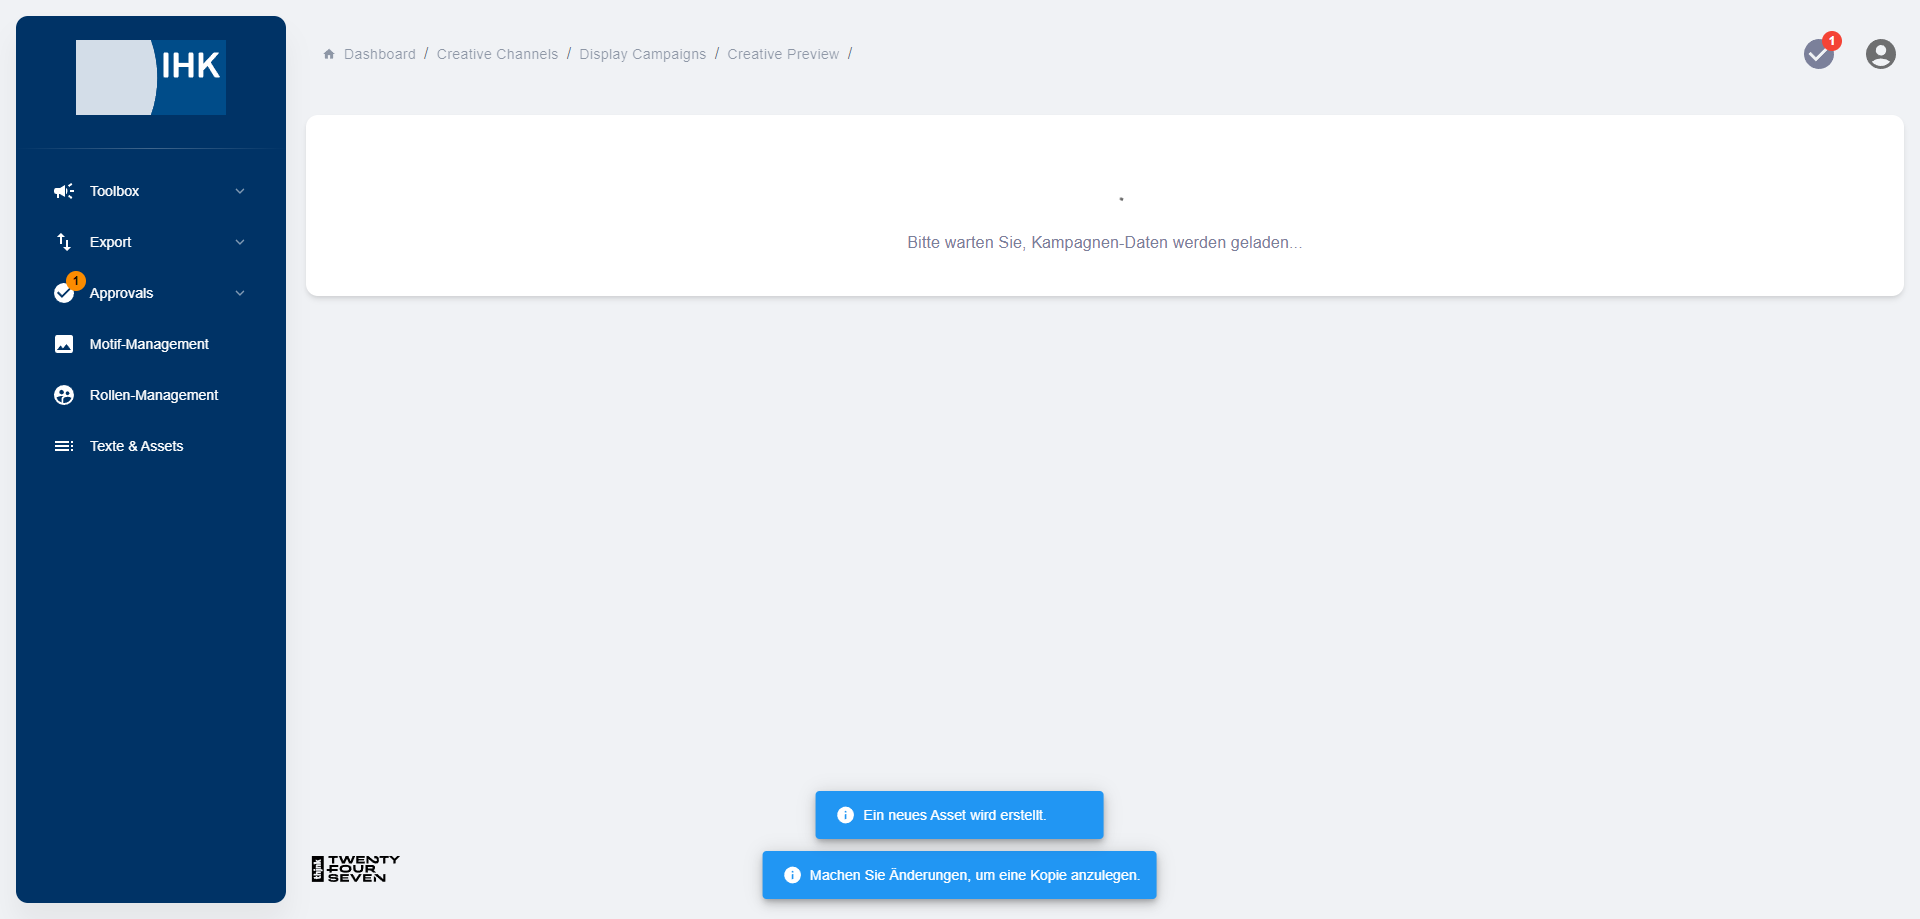 IHK
Dashboard / Creative Channels / Display Campaigns / Creative Preview /
1
Toolbox
Export
1
Approvals
Motif-Management
Rollen-Management
Texte & Assets
Bitte warten Sie, Kampagnen-Daten werden geladen...
Ein neues Asset wird erstellt.
Machen Sie Änderungen, um eine Kopie anzulegen.
think
TWENTY
FOUR
SEVEN